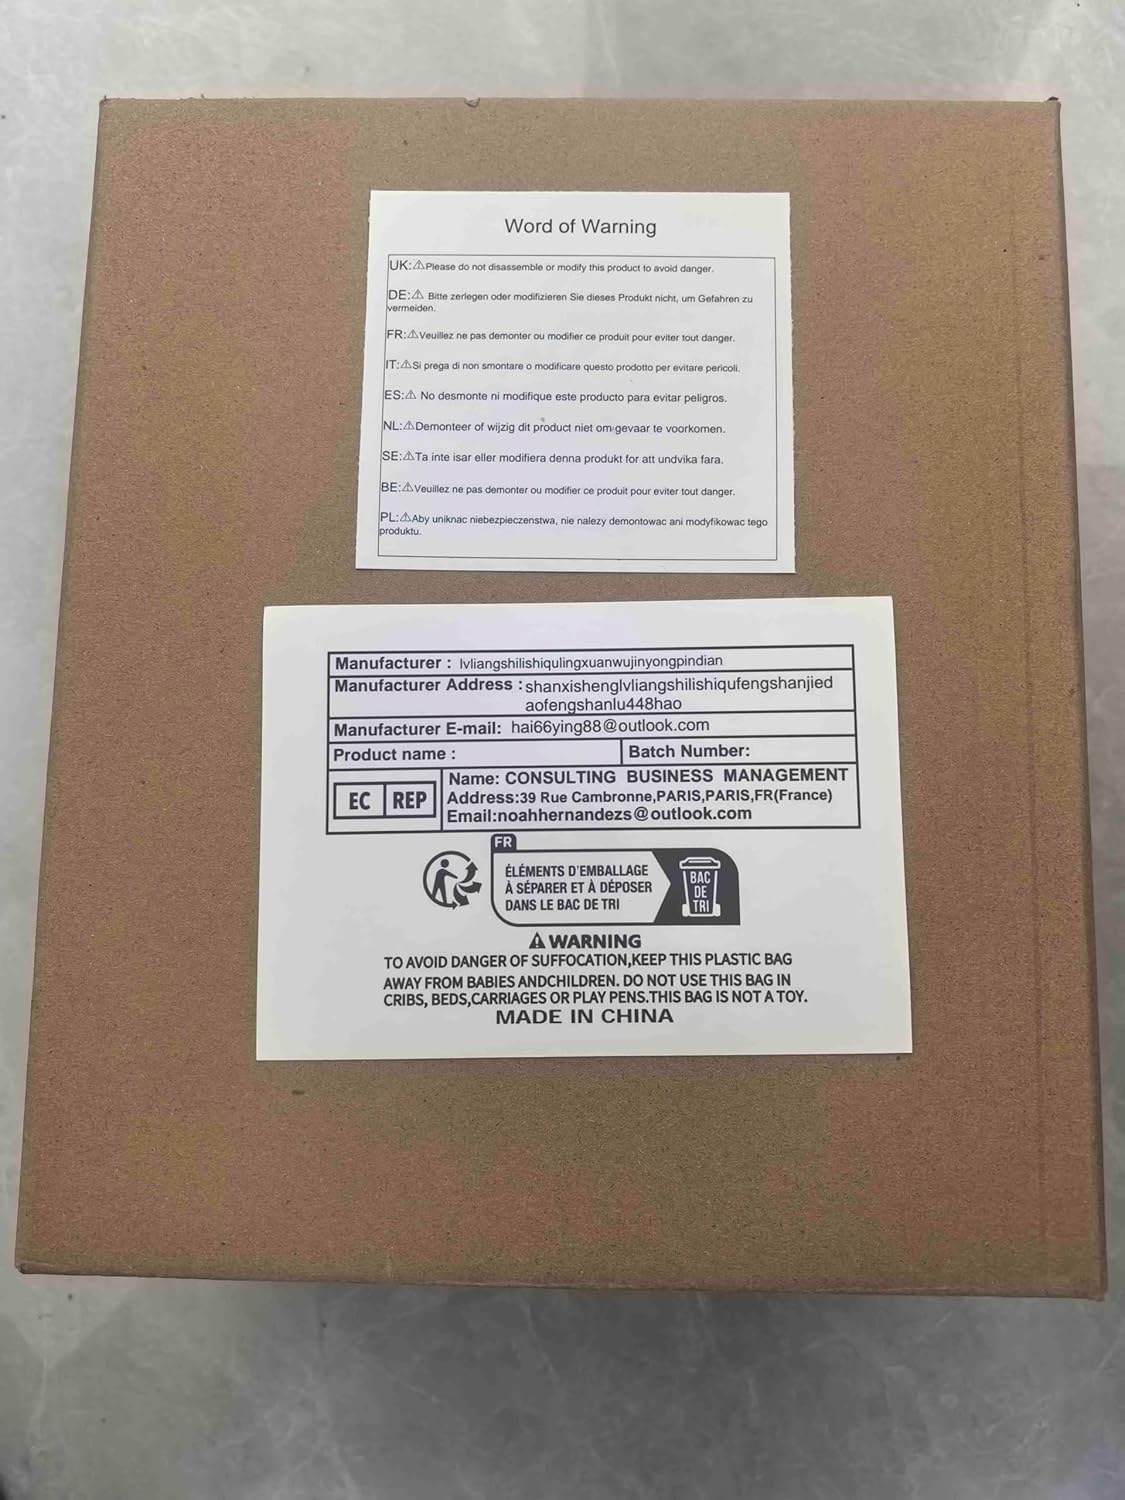 Word of Warning
UK:⚠Please do not disassemble or modify this product to avoid danger.
DE:⚠ Bitte zerlegen oder modifizieren Sie dieses Produkt nicht, um Gefahren zu
vermeiden.
FR:⚠Veuillez ne pas demonter ou modifier ce produit pour eviter tout danger.
IT:⚠Si prega di non smontare o modificare questo prodotto per evitare pericoli.
ES:⚠ No desmonte ni modifique este producto para evitar peligros.
NL:⚠Demonteer of wijzig dit product niet om gevaar te voorkomen.
SE:⚠Ta inte isar eller modifiera denna produkt for att undvika fara.
BE:⚠Veuillez ne pas demonter ou modifier ce produit pour eviter tout danger.
PL:⚠Aby uniknac niebezpieczenstwa, nie nalezy demontowac ani modyfikowac tego
produktu.
Manufacturer : lvliangshilishiqulingxuanwujinyongpindian
Manufacturer Address : shanxishenglvliangshilishiqufengshanjied
aofengshanlu448hao
Manufacturer E-mail: hai66ying88@outlook.com
Product name : Batch Number:
EC REP
Name: CONSULTING BUSINESS MANAGEMENT
Address:39 Rue Cambronne,PARIS,PARIS,FR(France)
Email:noahhernandezs@outlook.com
FR
ÉLÉMENTS D'EMBALLAGE
À SÉPARER ET À DÉPOSER
DANS LE BAC DE TRI
BAC
DE
TRI
⚠ WARNING
TO AVOID DANGER OF SUFFOCATION,KEEP THIS PLASTIC BAG
AWAY FROM BABIES ANDCHILDREN. DO NOT USE THIS BAG IN
CRIBS, BEDS,CARRIAGES OR PLAY PENS.THIS BAG IS NOT A TOY.
MADE IN CHINA